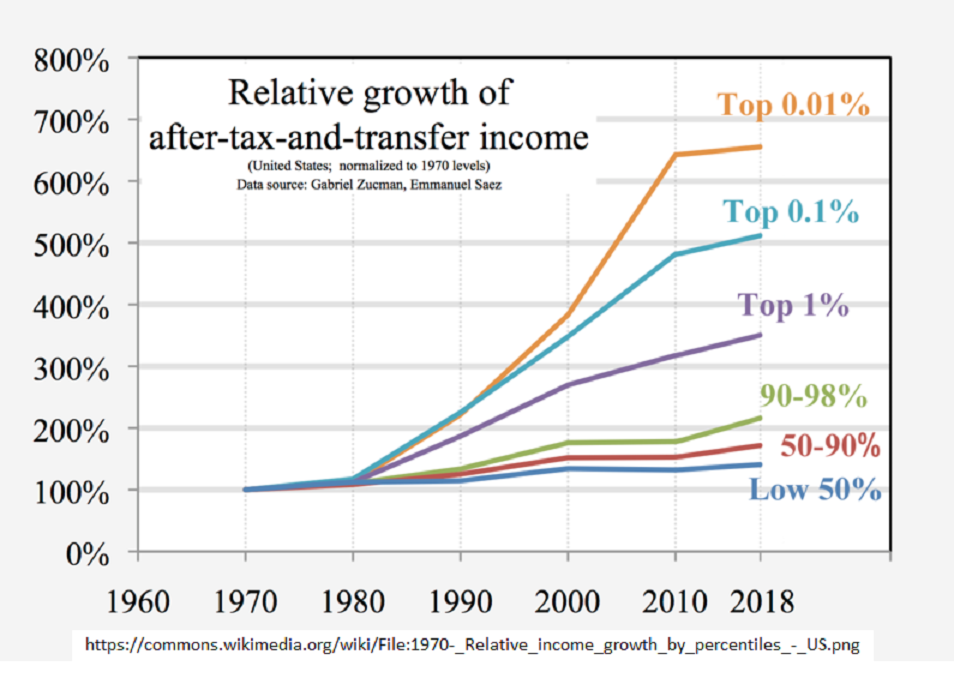 800%
700%
600%
500%
400%
300%
200%
100%
0%
Relative growth of
after-tax-and-transfer income
(United States;  normalized to 1970 levels)
Data source: Gabriel Zucman, Emmanuel Saez
Top 0.01%
Top 0.1%
Top 1%
90-98%
50-90%
Low 50%
1960 1970 1980 1990 2000 2010 2018
https://commons.wikimedia.org/wiki/File:1970-_Relative_income_growth_by_percentiles_-_US.png